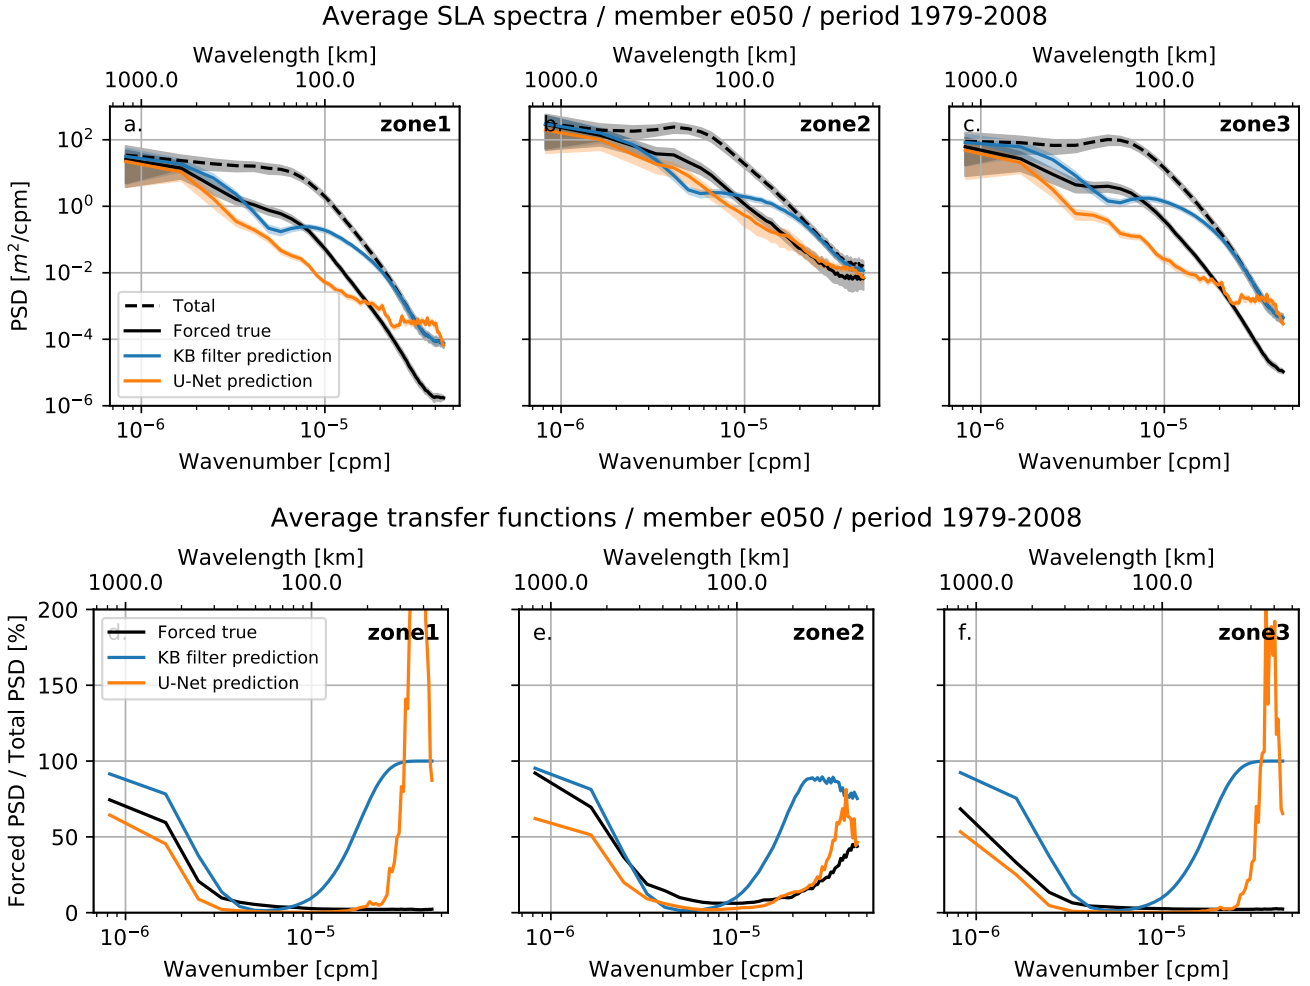 Average SLA spectra / member e050 / period 1979-2008
Wavelength [km]
Wavelength [km]
Wavelength [km]
1000.0 100.0
1000.0 100.0
1000.0 100.0
a. zone1
b. zone2
c. zone3
PSD [m²/cpm]
10²
10⁰
10⁻²
10⁻⁴
10⁻⁶
Total
Forced true
KB filter prediction
U-Net prediction
10⁻⁶ 10⁻⁵
10⁻⁶ 10⁻⁵
10⁻⁶ 10⁻⁵
Wavenumber [cpm]
Wavenumber [cpm]
Wavenumber [cpm]
Average transfer functions / member e050 / period 1979-2008
Wavelength [km]
Wavelength [km]
Wavelength [km]
1000.0 100.0
1000.0 100.0
1000.0 100.0
d. zone1
e. zone2
f. zone3
Forced PSD / Total PSD [%]
200
150
100
50
0
Forced true
KB filter prediction
U-Net prediction
10⁻⁶ 10⁻⁵
10⁻⁶ 10⁻⁵
10⁻⁶ 10⁻⁵
Wavenumber [cpm]
Wavenumber [cpm]
Wavenumber [cpm]